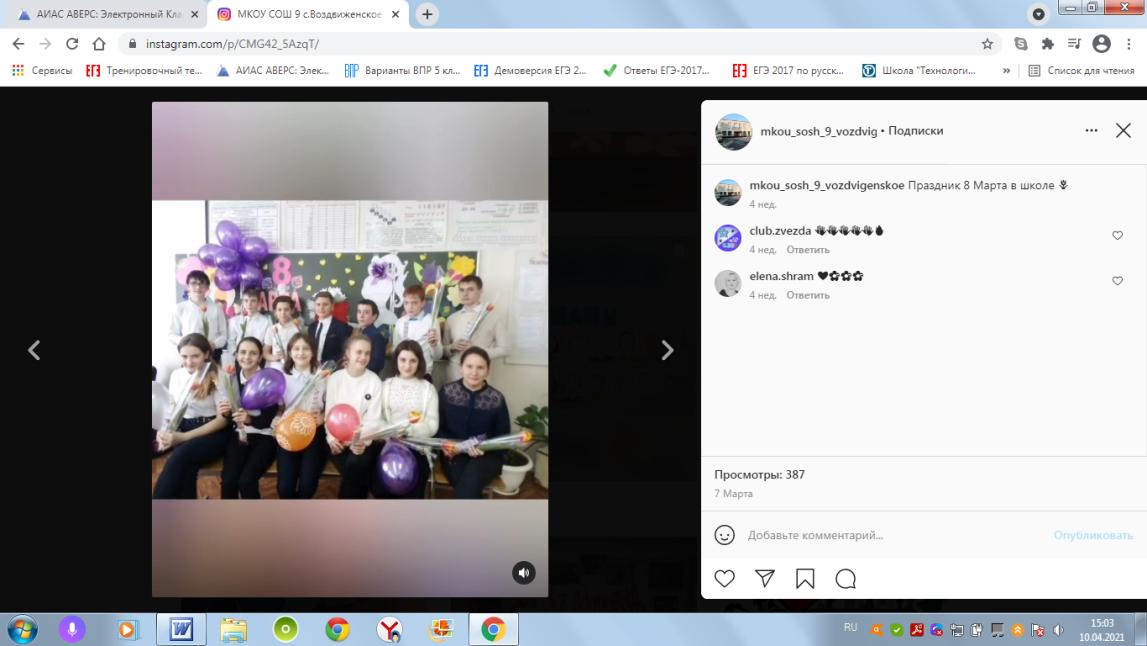 АИАС АВЕРС: Электронный Кла
МКОУ СОШ 9 с.Воздвиженское
instagram.com/p/CMG42_5AzqT/
Сервисы
Тренировочный те...
АИАС АВЕРС: Элек...
Варианты ВПР 5 кл...
Демоверсия ЕГЭ 2...
Ответы ЕГЭ-2017...
ЕГЭ 2017 по русск...
Школа "Технологи...
»
Список для чтения
mkou_sosh_9_vozdvig • Подписки
mkou_sosh_9_vozdvigenskoe Праздник 8 Марта в школе
4 нед.
club.zvezda
4 нед. Ответить
elena.shram
4 нед. Ответить
8
МАРТА
Просмотры: 387
7 Марта
Добавьте комментарий...
Опубликовать
RU
15:03
10.04.2021